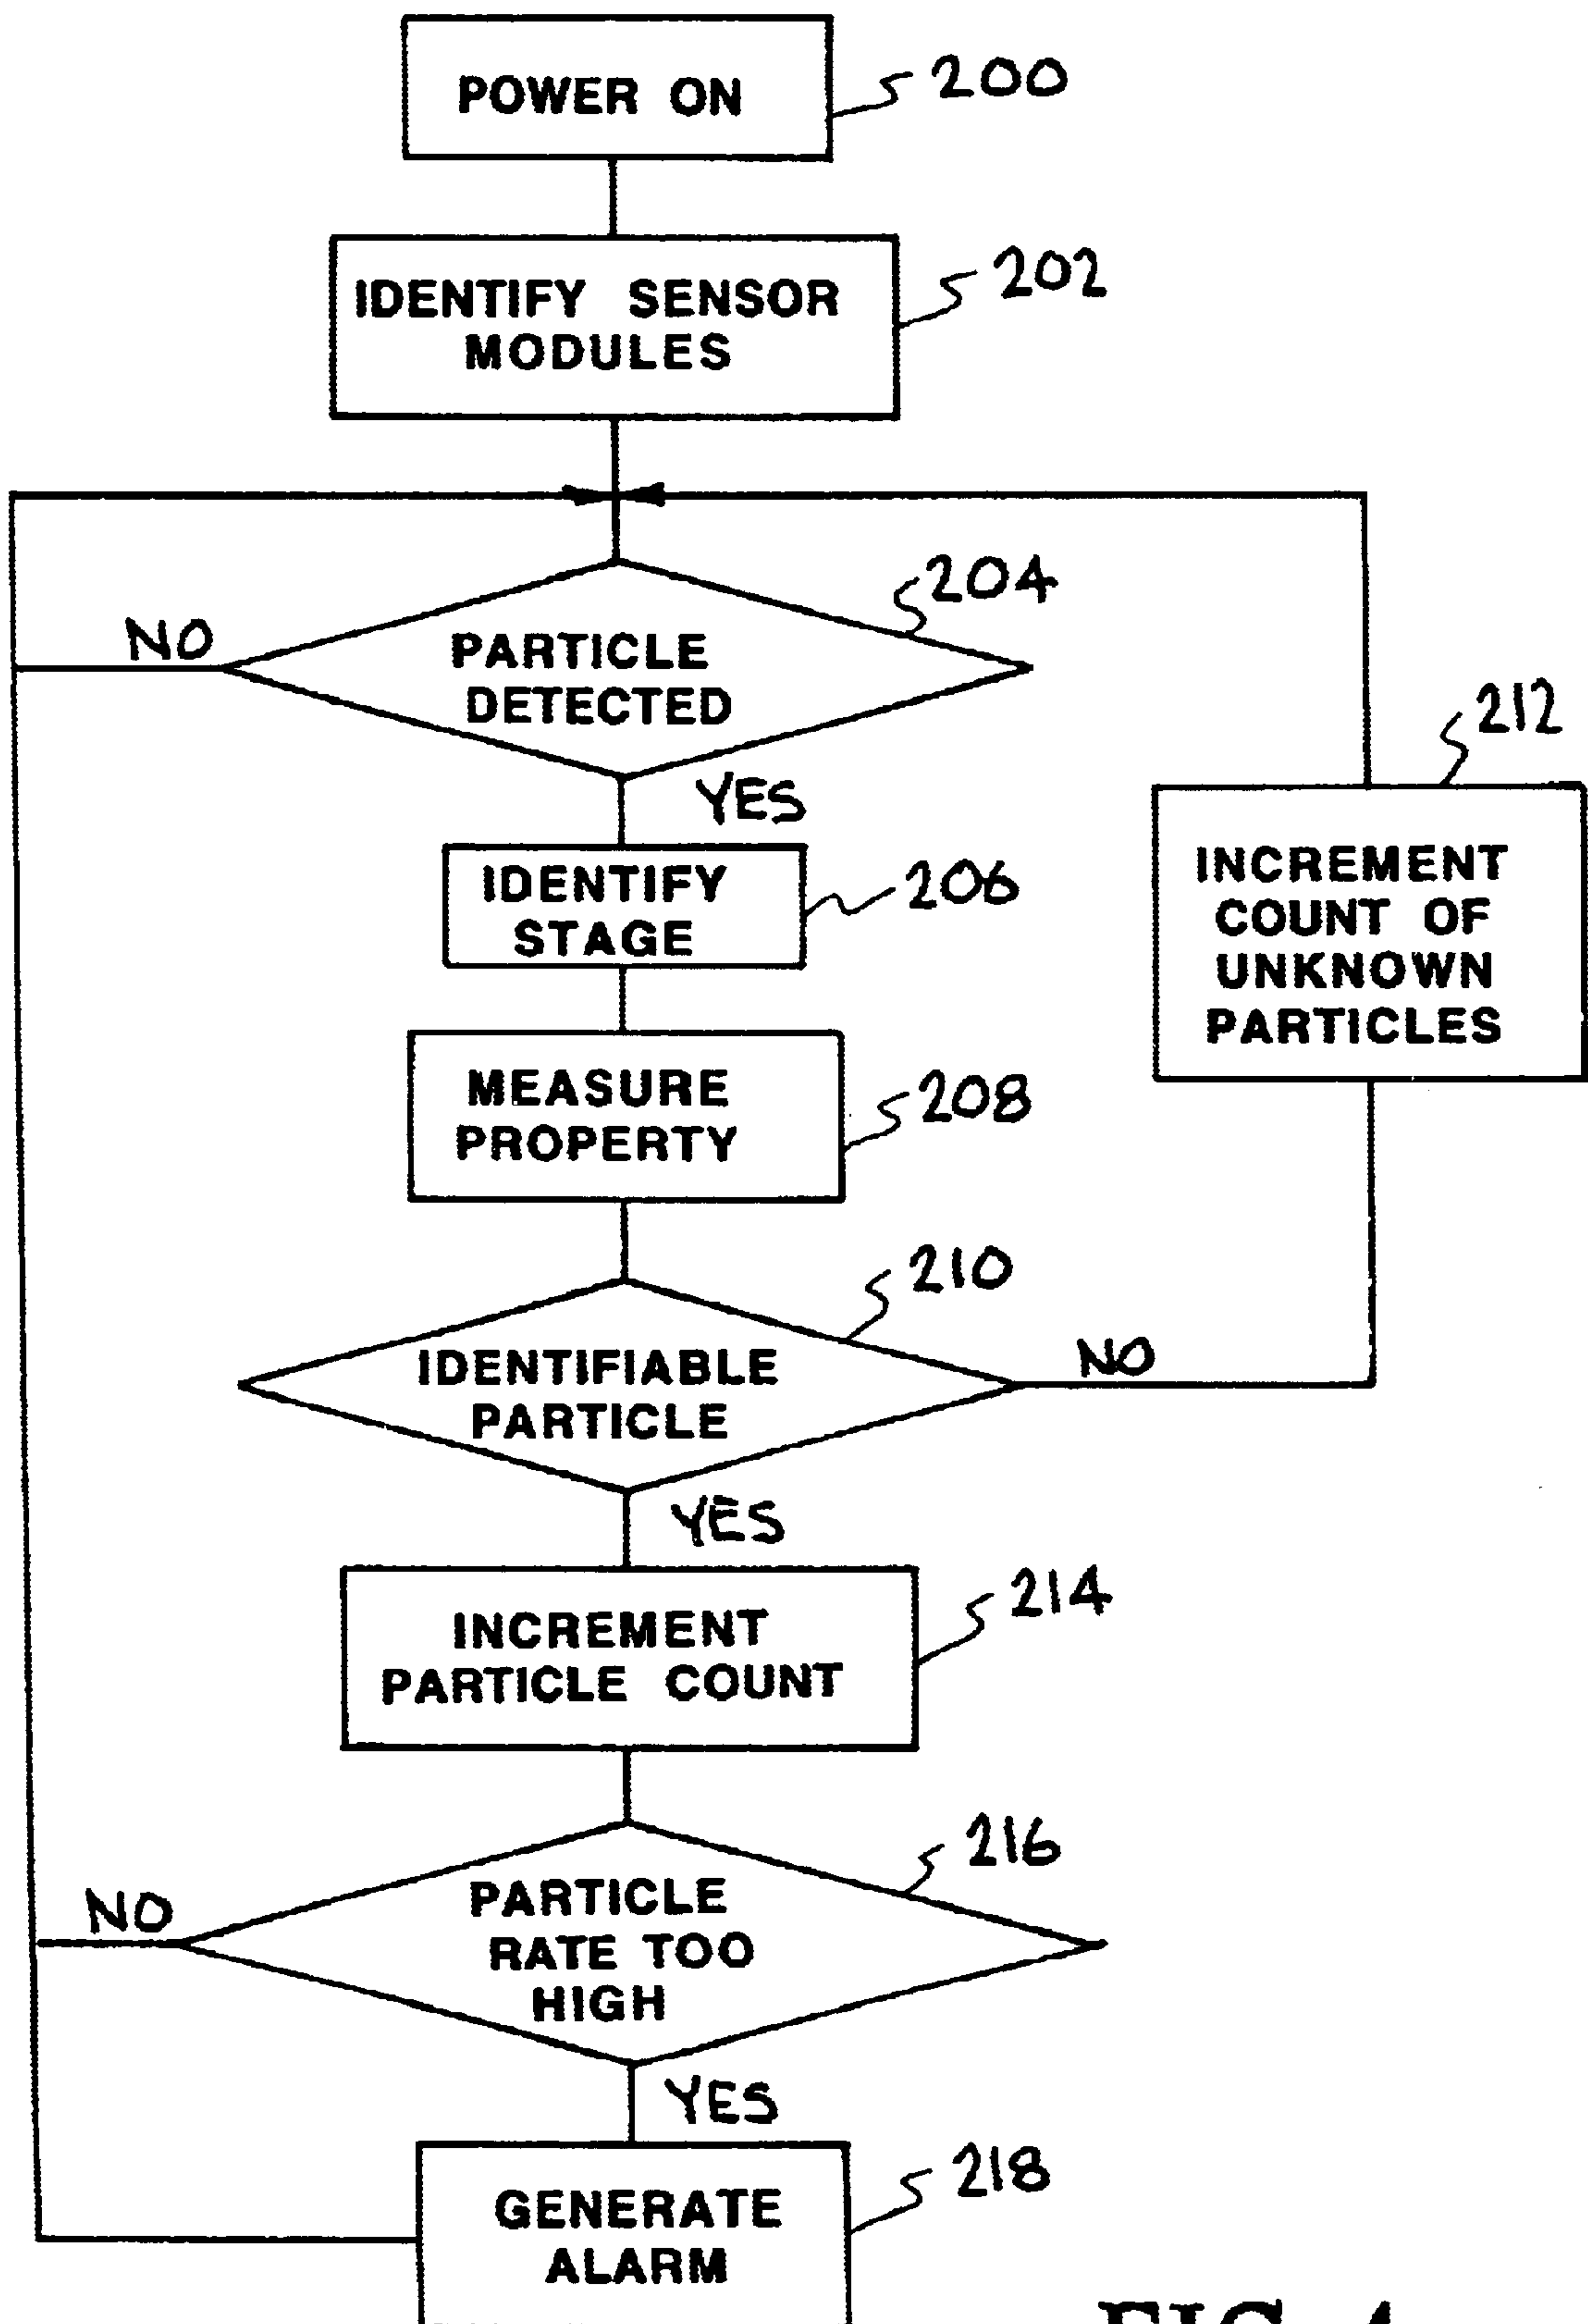 POWER ON
200
IDENTIFY SENSOR
MODULES
202
204
NO
PARTICLE
DETECTED
YES
212
INCREMENT
COUNT OF
UNKNOWN
PARTICLES
IDENTIFY
STAGE
206
MEASURE
PROPERTY
208
210
IDENTIFIABLE
PARTICLE
NO
YES
INCREMENT
PARTICLE COUNT
214
216
NO
PARTICLE
RATE TOO
HIGH
YES
218
GENERATE
ALARM